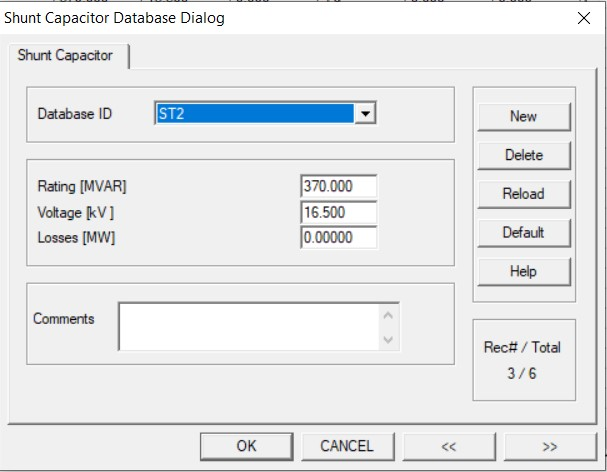 Shunt Capacitor Database Dialog
Shunt Capacitor
Database ID ST2
New
Delete
Reload
Default
Help
Rating [MVAR] 370.000
Voltage [kV ] 16.500
Losses [MW] 0.00000
Comments
Rec# / Total
3 / 6
OK CANCEL << >>